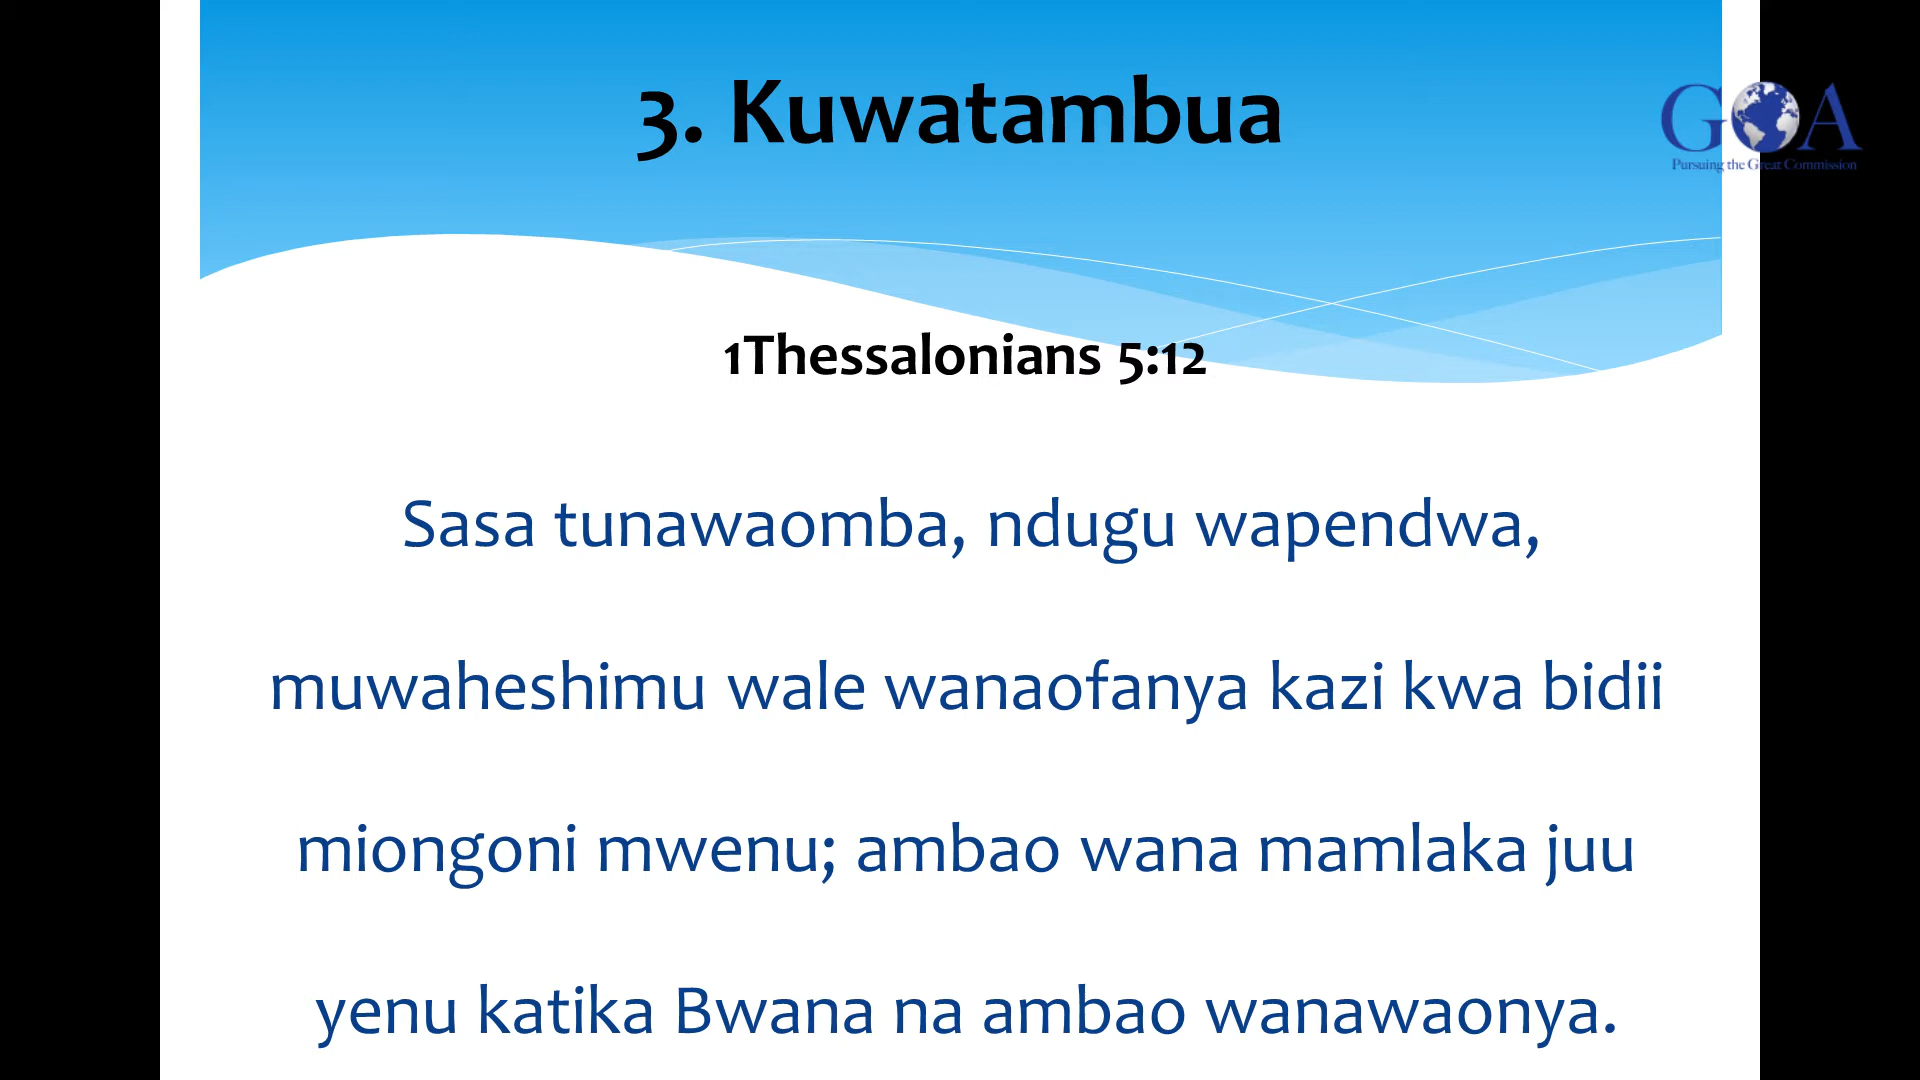 3. Kuwatambua
GOA
Pursuing the Great Commission
1Thessalonians 5:12
Sasa tunawaomba, ndugu wapendwa,
muwaheshimu wale wanaofanya kazi kwa bidii
miongoni mwenu; ambao wana mamlaka juu
yenu katika Bwana na ambao wanawaonya.